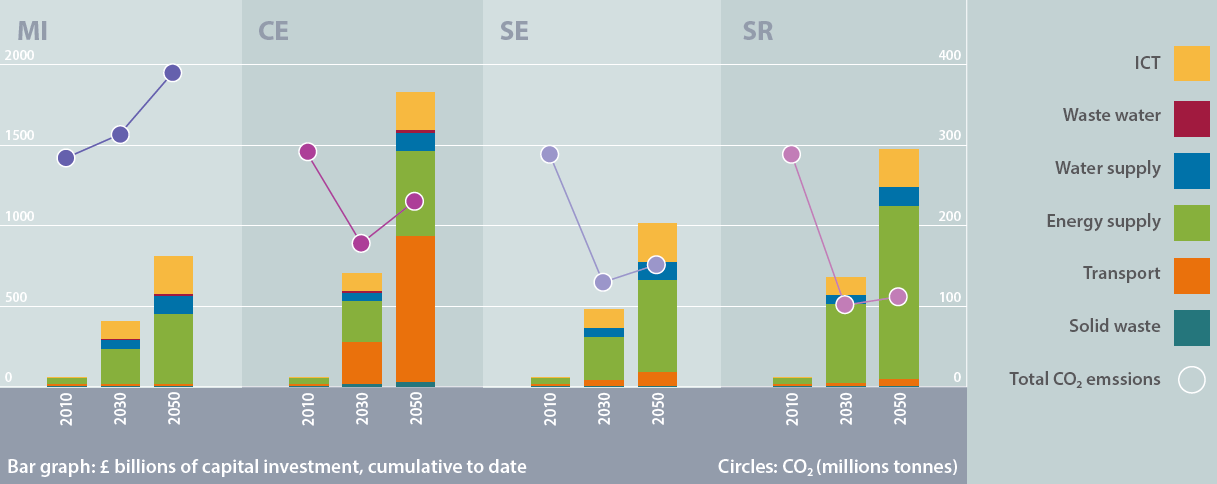 MI CE SE SR
2000 400
1500 300
1000 200
500 100
0 0
2010 2030 2050 2010 2030 2050 2010 2030 2050 2010 2030 2050
Bar graph: £ billions of capital investment, cumulative to date
Circles: CO₂ (millions tonnes)
ICT
Waste water
Water supply
Energy supply
Transport
Solid waste
Total CO₂ emssions